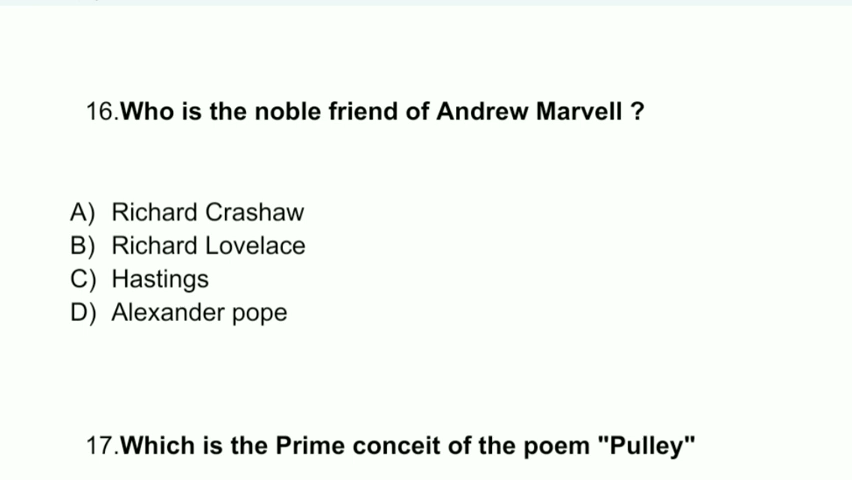 16.Who is the noble friend of Andrew Marvell ?
A) Richard Crashaw
B) Richard Lovelace
C) Hastings
D) Alexander pope
17.Which is the Prime conceit of the poem "Pulley"